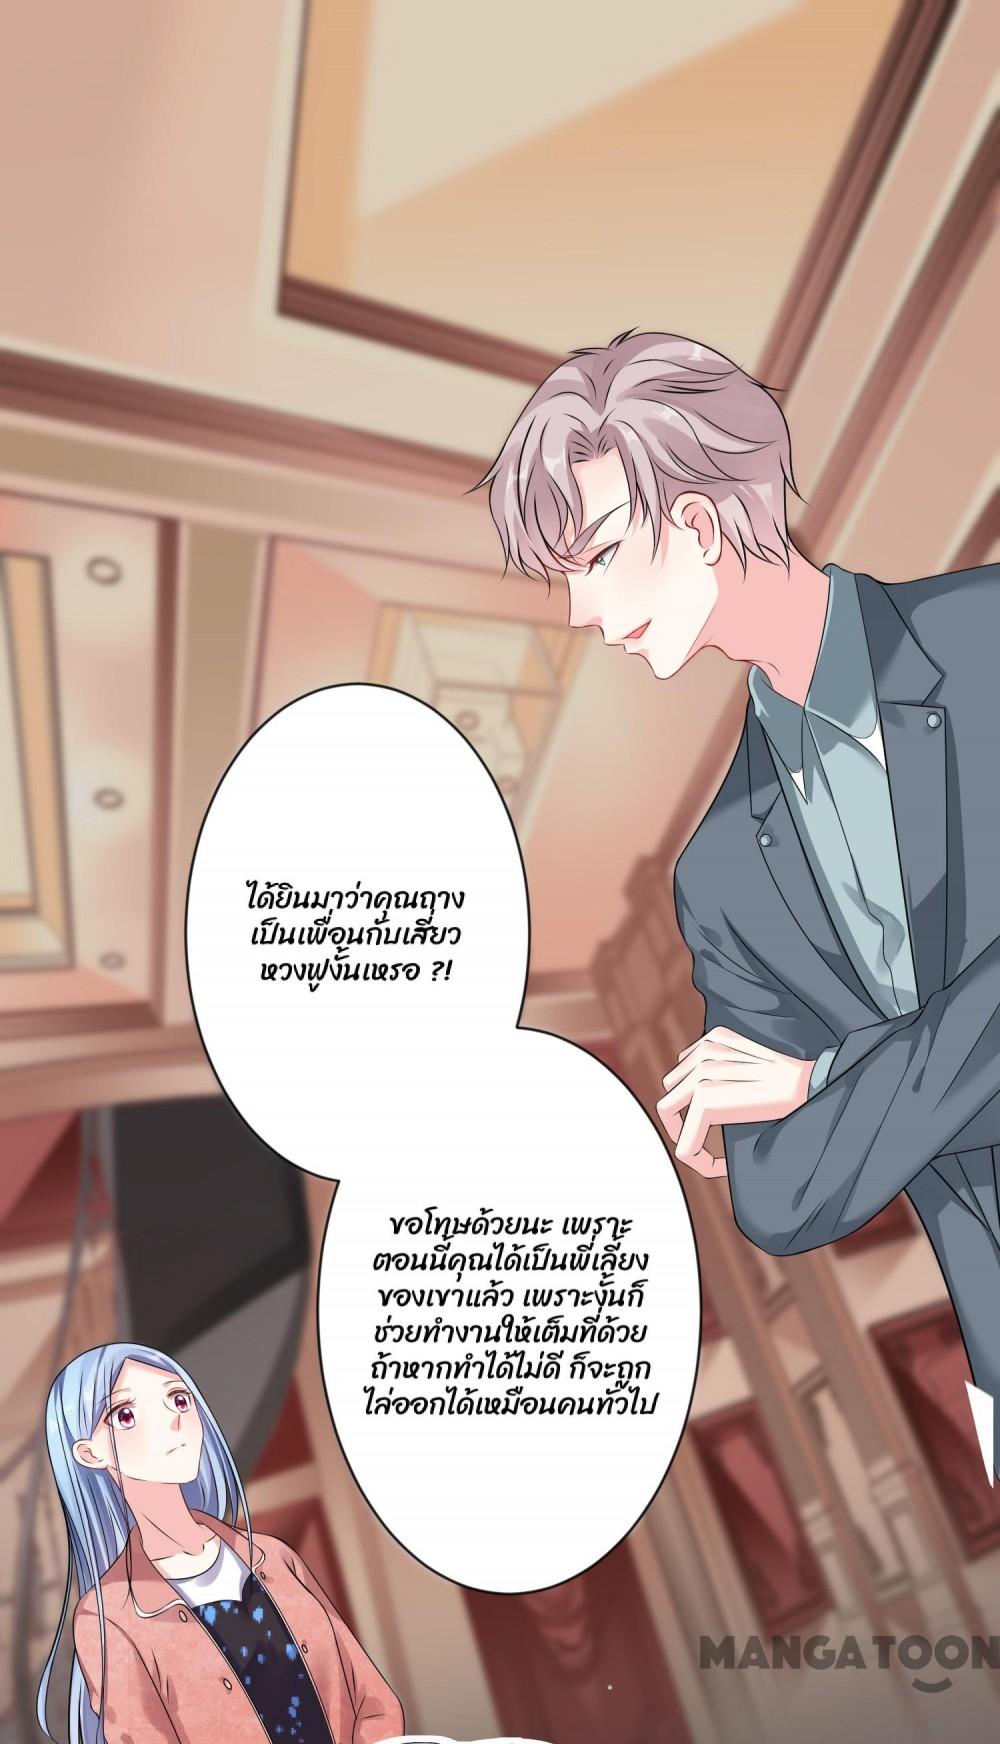 ได้ยินมาว่าคุณถาง
เป็นเพื่อนกับเสี่ยว
หวงฟูงั้นเหรอ ?!
ขอโทษด้วยนะ เพราะ
ตอนนี้คุณได้เป็นพี่เลี้ยง
ของเขาแล้ว เพราะงั้นก็
ช่วยทำงานให้เต็มที่ด้วย
ถ้าหากทำได้ไม่ดี ก็จะถูก
ไล่ออกได้เหมือนคนทั่วไป
MANGATOON